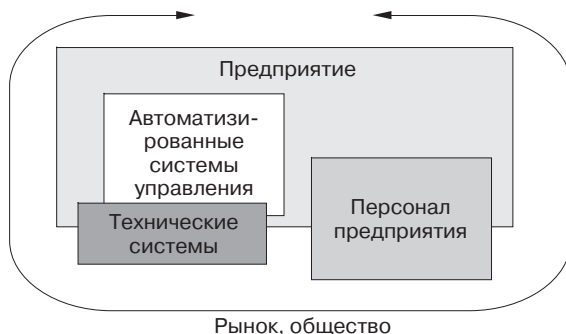 Предприятие
Автоматизи-
рованные
системы
управления
Технические
системы
Персонал
предприятия
Рынок, общество